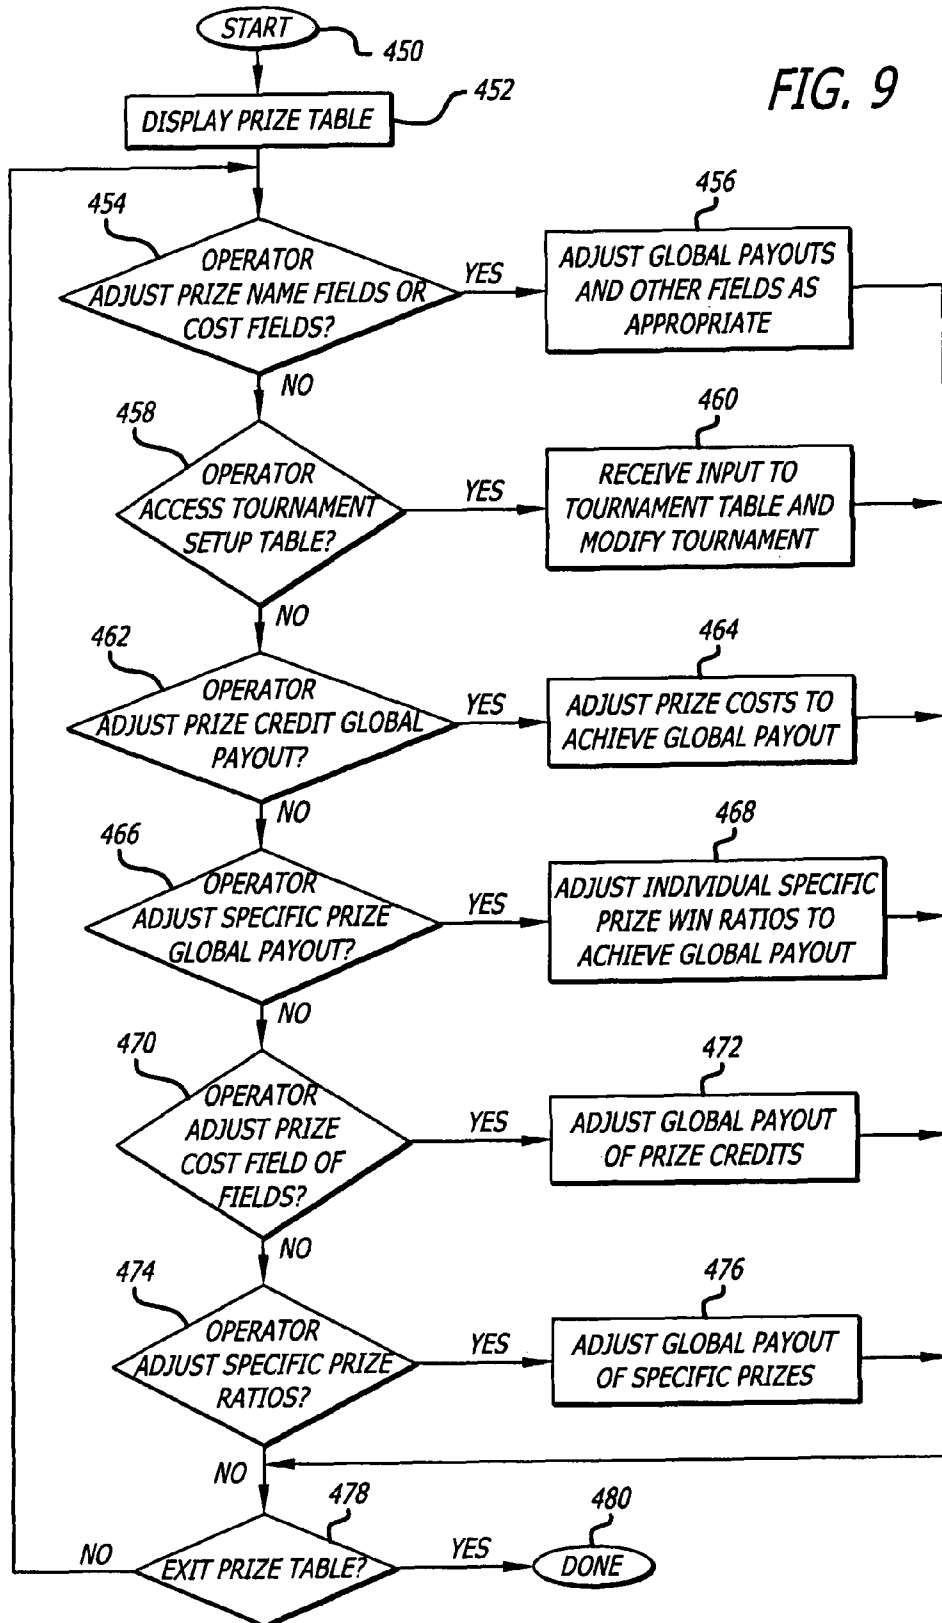 START
450
FIG. 9
452
DISPLAY PRIZE TABLE
454
OPERATOR
ADJUST PRIZE NAME FIELDS OR
COST FIELDS?
YES
456
ADJUST GLOBAL PAYOUTS
AND OTHER FIELDS AS
APPROPRIATE
NO
458
OPERATOR
ACCESS TOURNAMENT
SETUP TABLE?
YES
460
RECEIVE INPUT TO
TOURNAMENT TABLE AND
MODIFY TOURNAMENT
NO
462
OPERATOR
ADJUST PRIZE CREDIT GLOBAL
PAYOUT?
YES
464
ADJUST PRIZE COSTS TO
ACHIEVE GLOBAL PAYOUT
NO
466
OPERATOR
ADJUST SPECIFIC PRIZE
GLOBAL PAYOUT?
YES
468
ADJUST INDIVIDUAL SPECIFIC
PRIZE WIN RATIOS TO
ACHIEVE GLOBAL PAYOUT
NO
470
OPERATOR
ADJUST PRIZE
COST FIELD OF
FIELDS?
YES
472
ADJUST GLOBAL PAYOUT
OF PRIZE CREDITS
NO
474
OPERATOR
ADJUST SPECIFIC PRIZE
RATIOS?
YES
476
ADJUST GLOBAL PAYOUT
OF SPECIFIC PRIZES
NO
478
EXIT PRIZE TABLE?
NO
YES
480
DONE